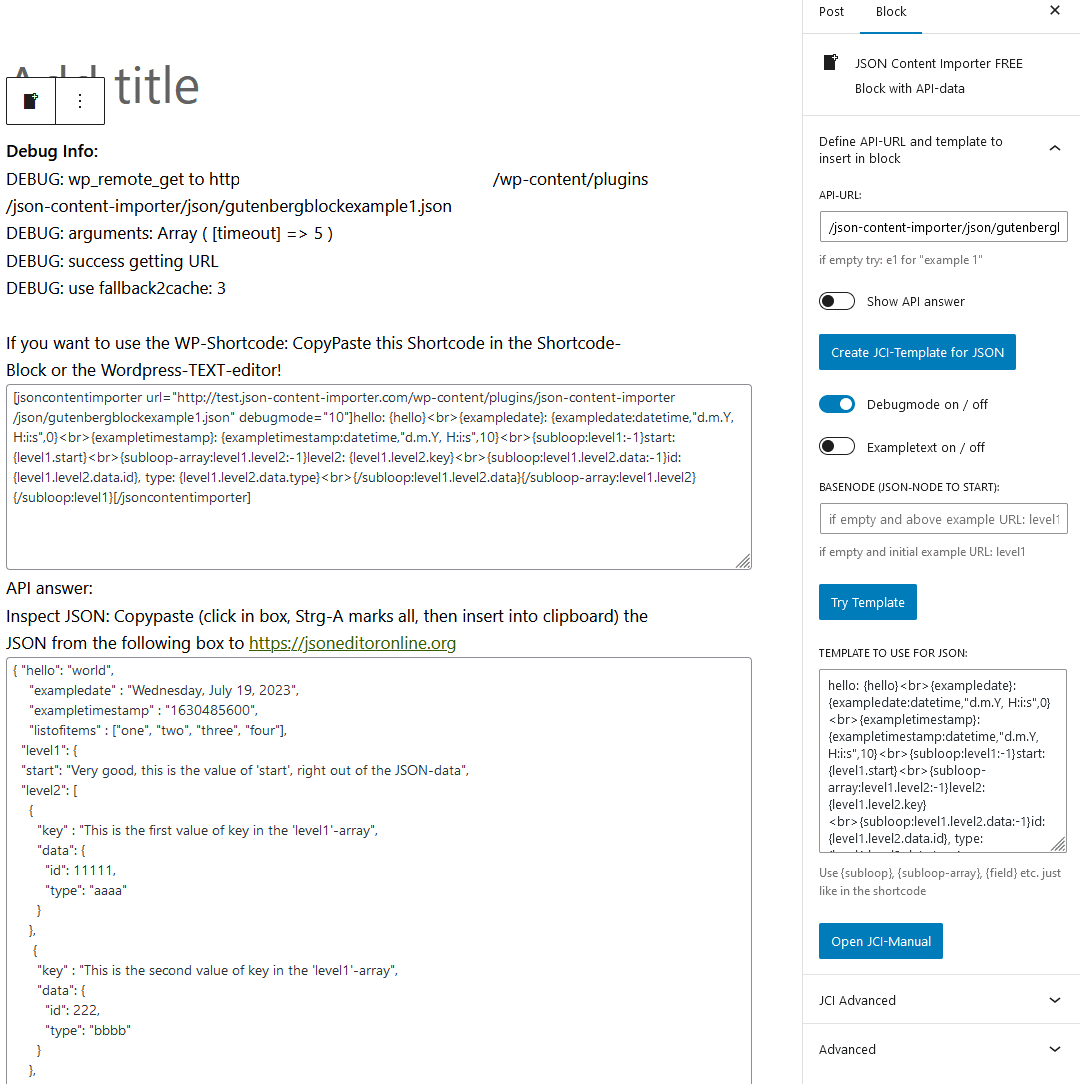 Add title
Debug Info:
DEBUG: wp_remote_get to http /wp-content/plugins
/json-content-importer/json/gutenbergblockexample1.json
DEBUG: arguments: Array ( [timeout] => 5 )
DEBUG: success getting URL
DEBUG: use fallback2cache: 3
If you want to use the WP-Shortcode: CopyPaste this Shortcode in the Shortcode-
Block or the Wordpress-TEXT-editor!
[jsoncontentimporter url="http://test.json-content-importer.com/wp-content/plugins/json-content-importer
/json/gutenbergblockexample1.json" debugmode="10"]hello: {hello}<br>{exampledate}: {exampledate:datetime,"d.m.Y,
H:i:s",0}<br>{exampletimestamp}: {exampletimestamp:datetime,"d.m.Y, H:i:s",10}<br>{subloop:level1:-1}start:
{level1.start}<br>{subloop-array:level1.level2:-1}level2: {level1.level2.key}<br>{subloop:level1.level2.data:-1}id:
{level1.level2.data.id}, type: {level1.level2.data.type}<br>{/subloop:level1.level2.data}{/subloop-array:level1.level2}
{/subloop:level1}[/jsoncontentimporter]
API answer:
Inspect JSON: Copypaste (click in box, Strg-A marks all, then insert into clipboard) the
JSON from the following box to https://jsoneditoronline.org
{ "hello": "world",
"exampledate" : "Wednesday, July 19, 2023",
"exampletimestamp" : "1630485600",
"listofitems" : ["one", "two", "three", "four"],
"level1": {
"start": "Very good, this is the value of 'start', right out of the JSON-data",
"level2": [
{
"key" : "This is the first value of key in the 'level1'-array",
"data": {
"id": 11111,
"type": "aaaa"
}
},
{
"key" : "This is the second value of key in the 'level1'-array",
"data": {
"id": 222,
"type": "bbbb"
}
},
Post Block
JSON Content Importer FREE
Block with API-data
Define API-URL and template to
insert in block
API-URL:
/json-content-importer/json/gutenbergl
if empty try: e1 for "example 1"
Show API answer
Create JCI-Template for JSON
Debugmode on / off
Exampletext on / off
BASENODE (JSON-NODE TO START):
if empty and above example URL: level1
if empty and initial example URL: level1
Try Template
TEMPLATE TO USE FOR JSON:
hello: {hello}<br>{exampledate}:
{exampledate:datetime,"d.m.Y, H:i:s",0}
<br>{exampletimestamp}:
{exampletimestamp:datetime,"d.m.Y,
H:i:s",10}<br>{subloop:level1:-1}start:
{level1.start}<br>{subloop-
array:level1.level2:-1}level2:
{level1.level2.key}
<br>{subloop:level1.level2.data:-1}id:
{level1.level2.data.id}, type:
Use {subloop}, {subloop-array}, {field} etc. just
like in the shortcode
Open JCI-Manual
JCI Advanced
Advanced